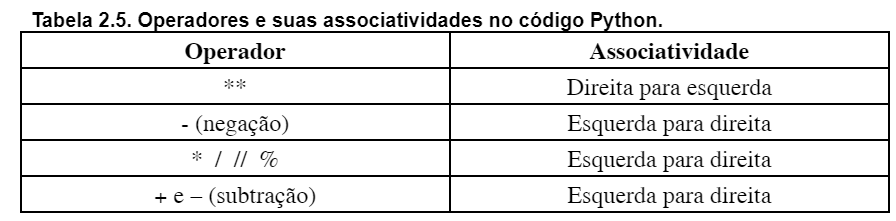 Tabela 2.5. Operadores e suas associatividades no código Python.
Operador Associatividade
** Direita para esquerda
- (negação) Esquerda para direita
* / // % Esquerda para direita
+ e – (subtração) Esquerda para direita